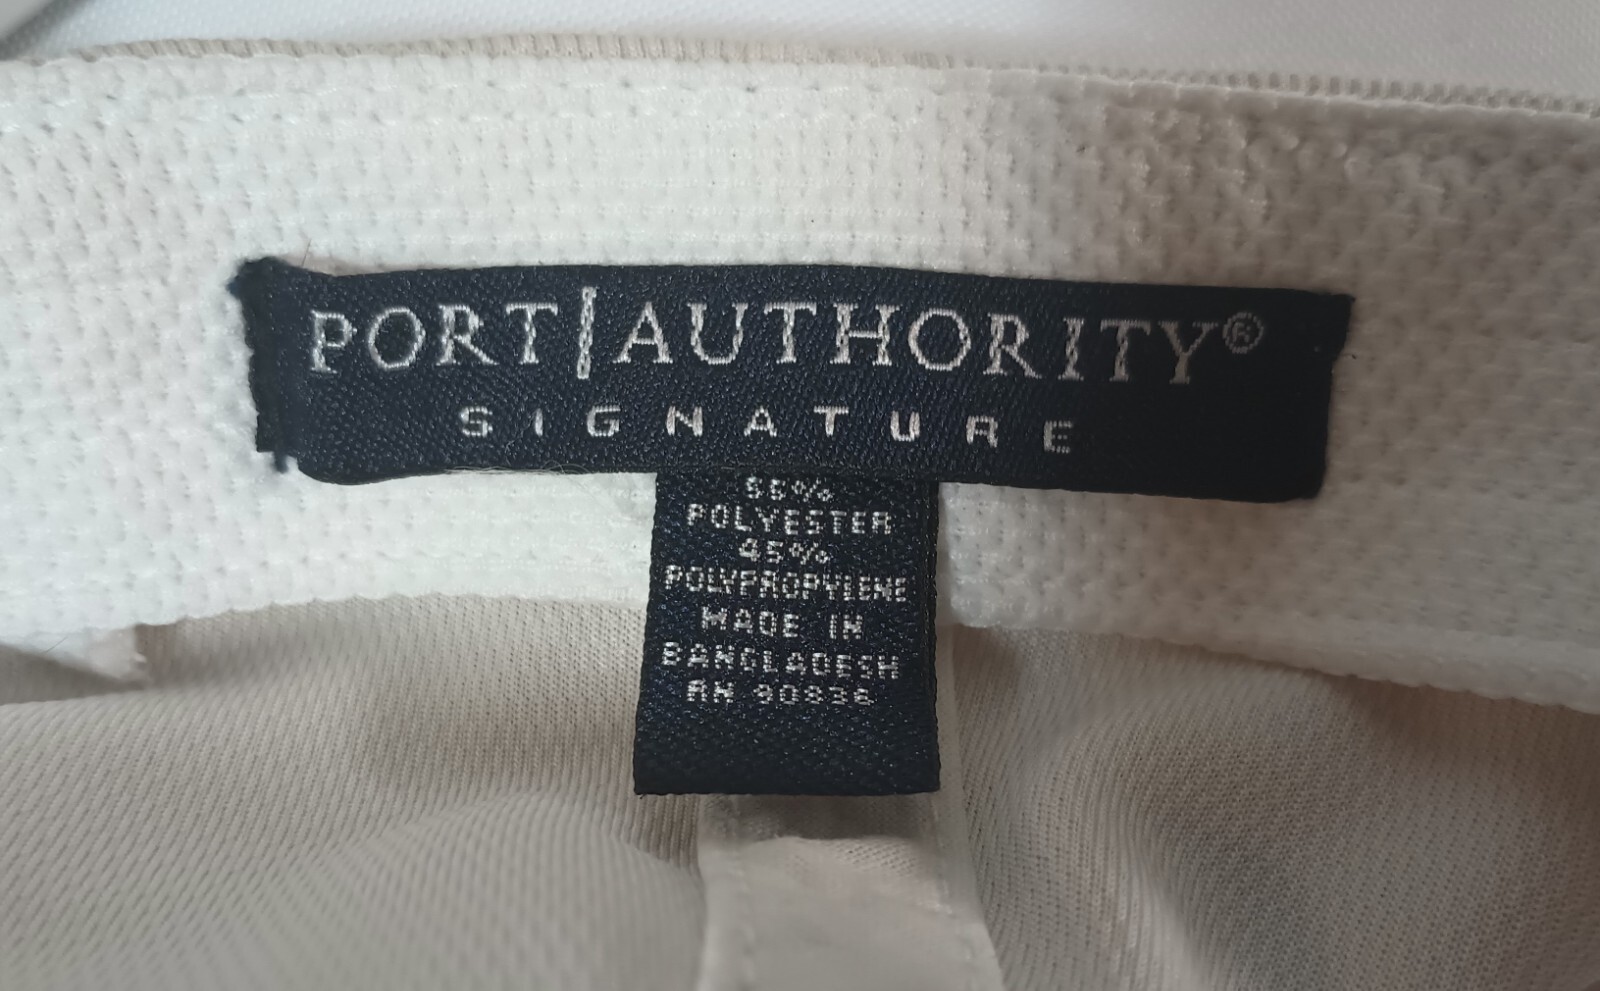 PORT|AUTHORITY®
SIGNATURE
55%
POLYESTER
45%
POLYPROPYLENE
MADE IN
BANGLADESH
RN 90836